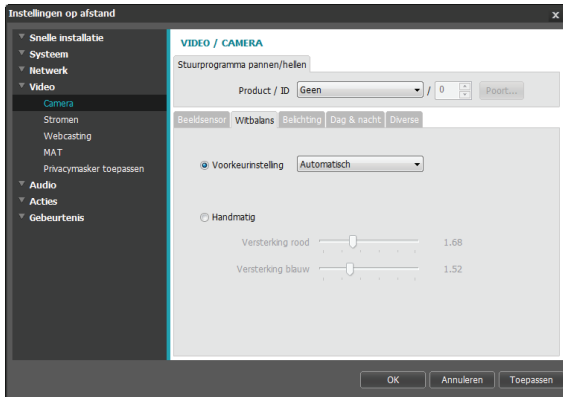 Instellingen op afstand
x
Snelle installatie
Systeem
Netwerk
Video
Camera
Stromen
Webcasting
MAT
Privacymasker toepassen
Audio
Acties
Gebeurtenis
VIDEO / CAMERA
Stuurprogramma pannen/hellen
Product / ID Geen / 0 Poort...
Beeldsensor Witbalans Belichting Dag & nacht Diverse
Voorkeurinstelling Automatisch
Handmatig
Versterking rood 1.68
Versterking blauw 1.52
OK Annuleren Toepassen